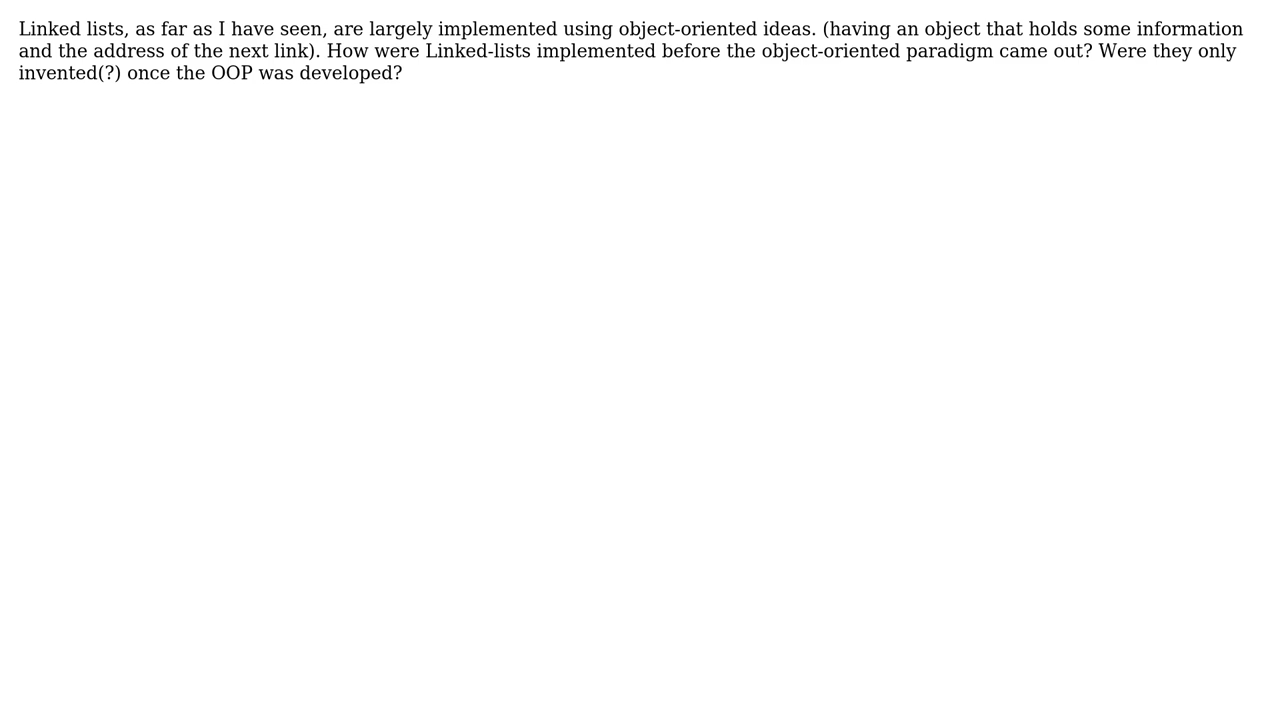 Linked lists, as far as I have seen, are largely implemented using object-oriented ideas. (having an object that holds some information
and the address of the next link). How were Linked-lists implemented before the object-oriented paradigm came out? Were they only
invented(?) once the OOP was developed?